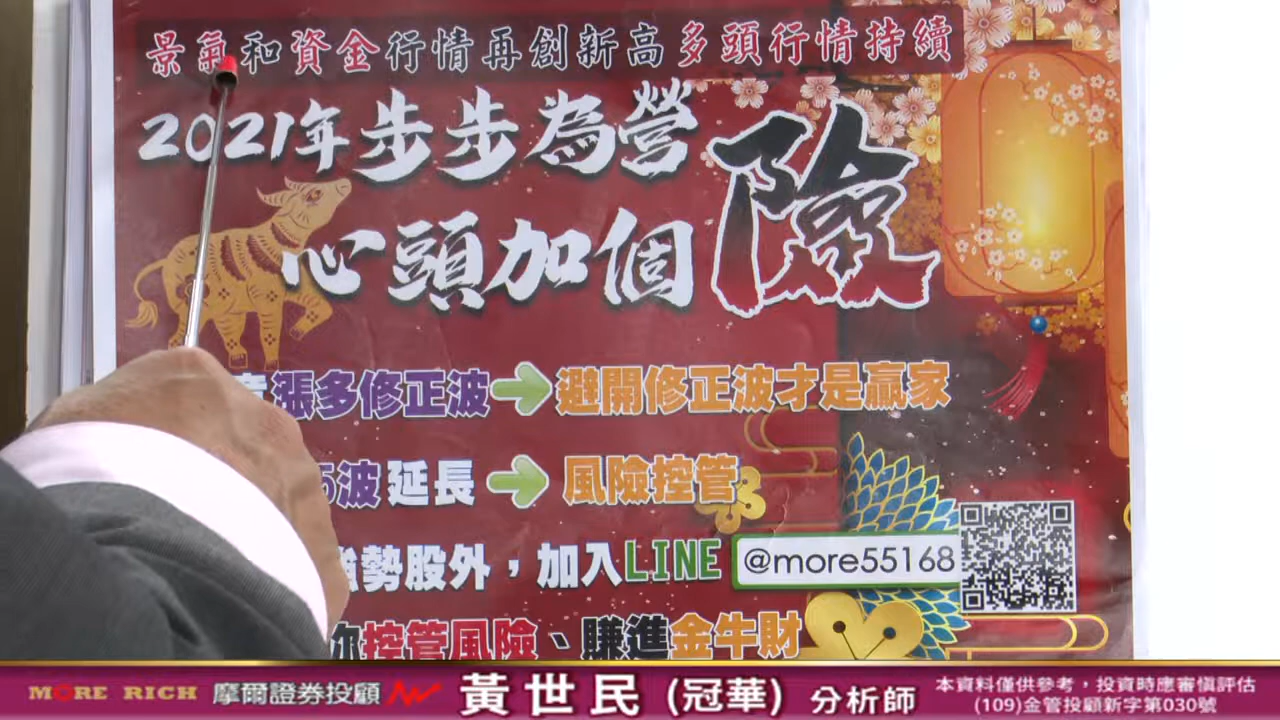 景氣和資金行情再創新高多頭行情持續
2021年步步為營
心頭加個險
漲多修正波 避開修正波才是贏家
5波延長 風險控管
強勢股外,加入LINE @more55168
你控管風險、賺進金牛財
MORE RICH 摩爾證券投顧 黃世民 (冠華) 分析師
本資料僅供參考,投資時應審慎評估
(109)金管投顧新字第030號